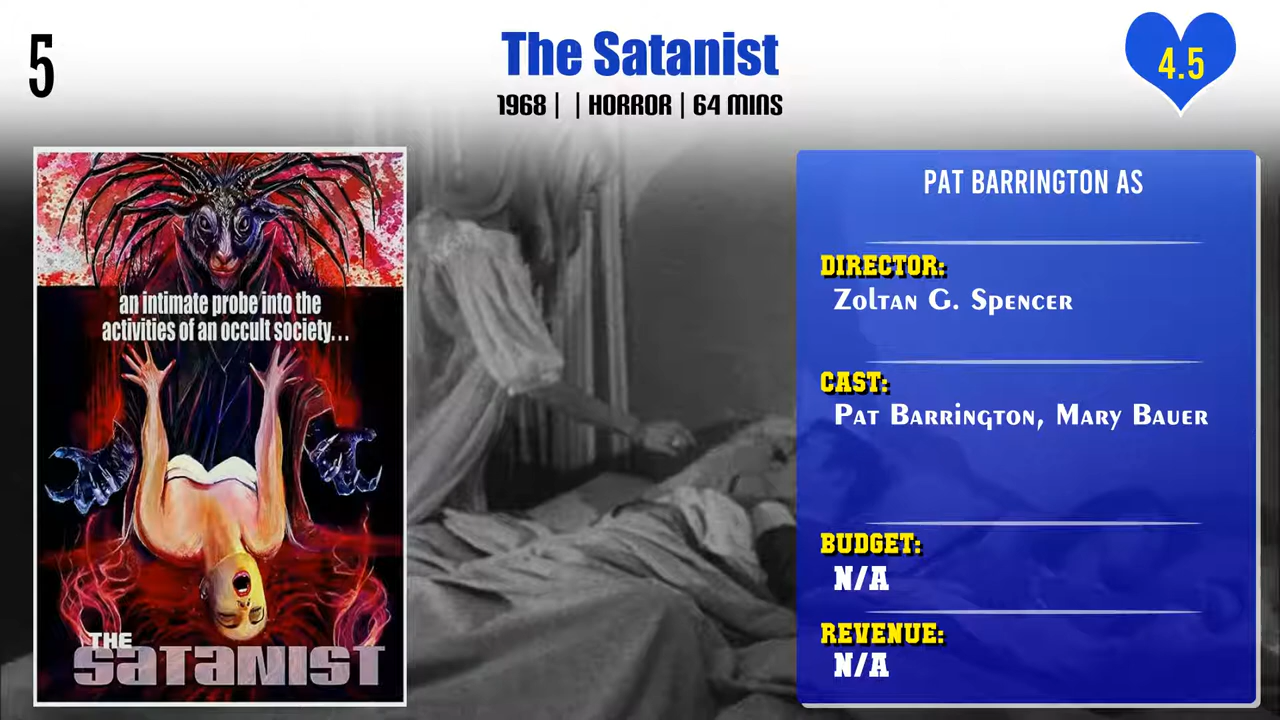 5
The Satanist
1968 | | HORROR | 64 MINS
4.5
an intimate probe into the
activities of an occult society...
THE
SATANIST
PAT BARRINGTON AS
DIRECTOR:
Zoltan G. Spencer
CAST:
Pat Barrington, Mary Bauer
BUDGET:
N/A
REVENUE:
N/A